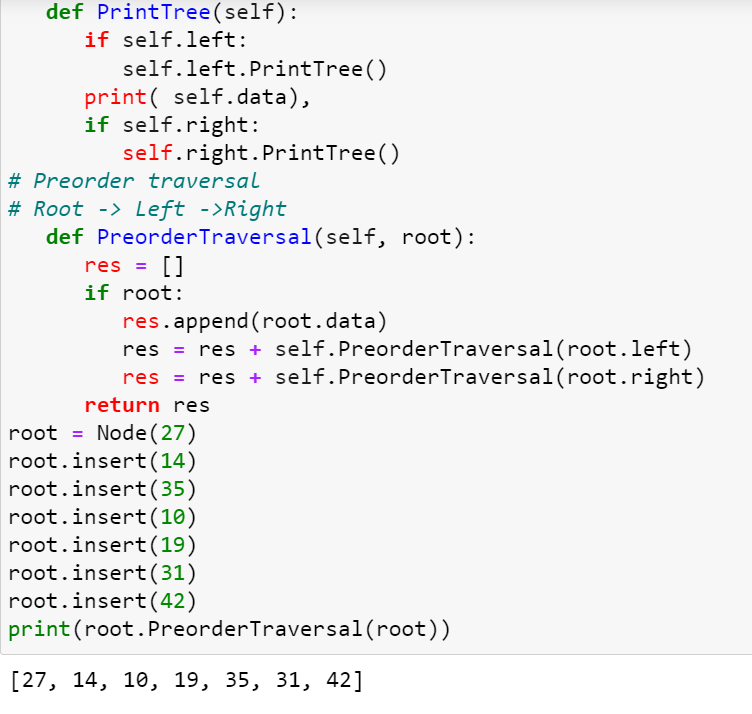 def PrintTree(self):
if self.left:
self.left.PrintTree()
print( self.data),
if self.right:
self.right.PrintTree()
# Preorder traversal
# Root -> Left ->Right
def PreorderTraversal(self, root):
res = []
if root:
res.append(root.data)
res = res + self.PreorderTraversal(root.left)
res = res + self.PreorderTraversal(root.right)
return res
root = Node(27)
root.insert(14)
root.insert(35)
root.insert(10)
root.insert(19)
root.insert(31)
root.insert(42)
print(root.PreorderTraversal(root))
[27, 14, 10, 19, 35, 31, 42]